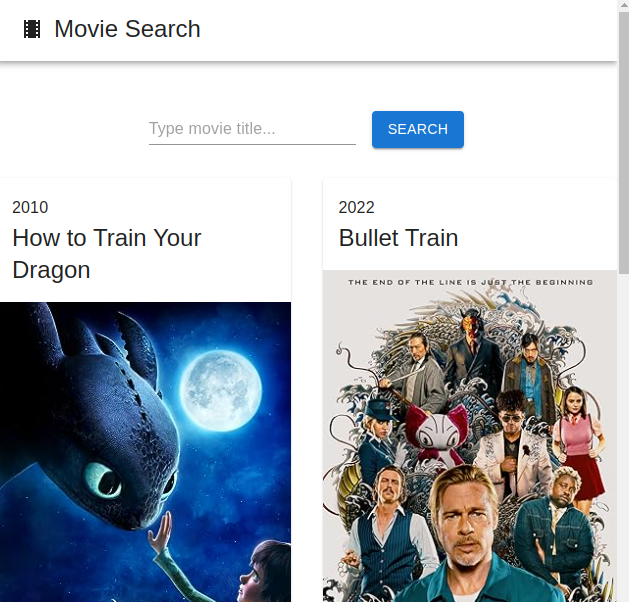 Movie Search
Type movie title...
SEARCH
2010
How to Train Your
Dragon
2022
Bullet Train
THE END OF THE LINE IS JUST THE BEGINNING